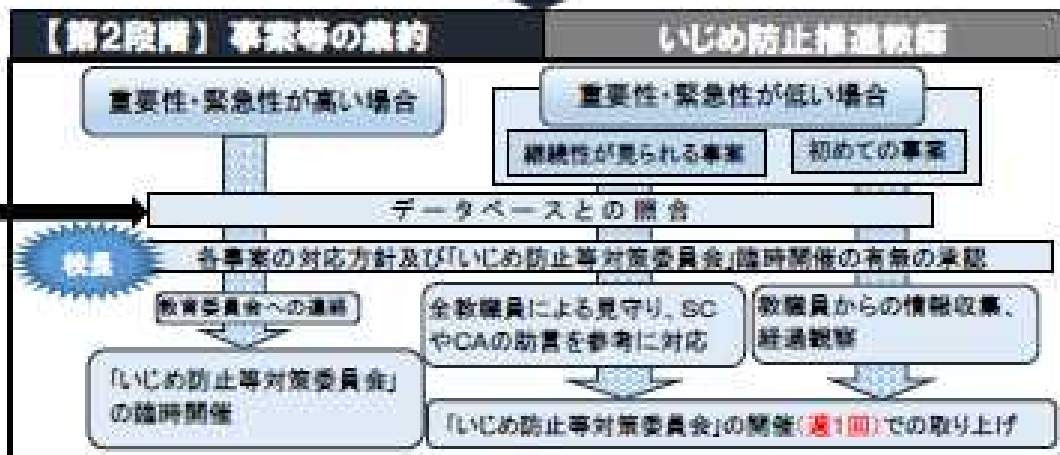 【第2段階】事案等の集約
いじめ防止推進教師
重要性・緊急性が高い場合
重要性・緊急性が低い場合
継続性が見られる事案
初めての事案
データベースとの照合
校長
各事案の対応方針及び「いじめ防止等対策委員会」臨時開催の有無の承認
教育委員会への連絡
全教職員による見守り、SC
やCAの助言を参考に対応
教職員からの情報収集、
経過観察
「いじめ防止等対策委員会」
の臨時開催
「いじめ防止等対策委員会」の開催(週1回)での取り上げ